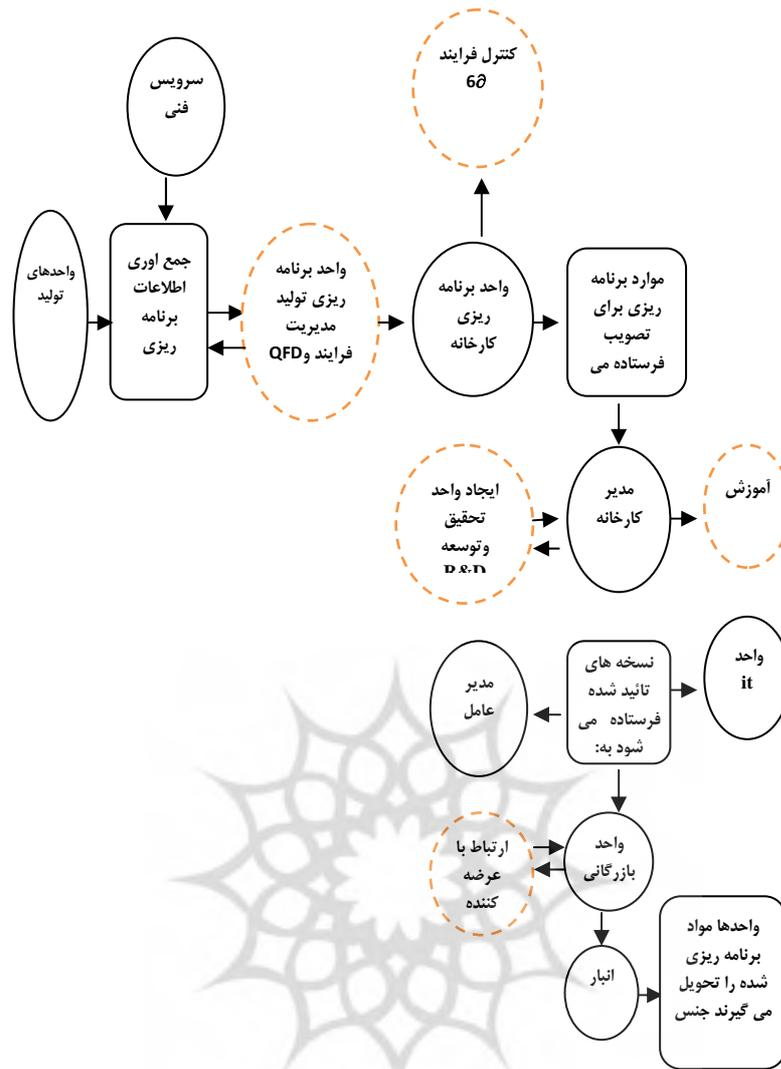 سرویس
فنی
کنترل فرایند
6∂
واحدهای
تولید
جمع اوری
اطلاعات
برنامه
ریزی
واحد برنامه
ریزی تولید
مدیریت
فرایند وQFD
واحد برنامه
ریزی
کارخانه
موارد برنامه
ریزی برای
تصویب
فرستاده می
ایجاد واحد
تحقیق
وتوسعه
R&D
مدیر
کارخانه
آموزش
مدیر
عامل
نسخه های
تائید شده
فرستاده می
شود به:
واحد
it
ارتباط با
عرضه
کننده
واحد
بازرگانی
انبار
واحدها مواد
برنامه ریزی
شده را تحویل
می گیرند جنس